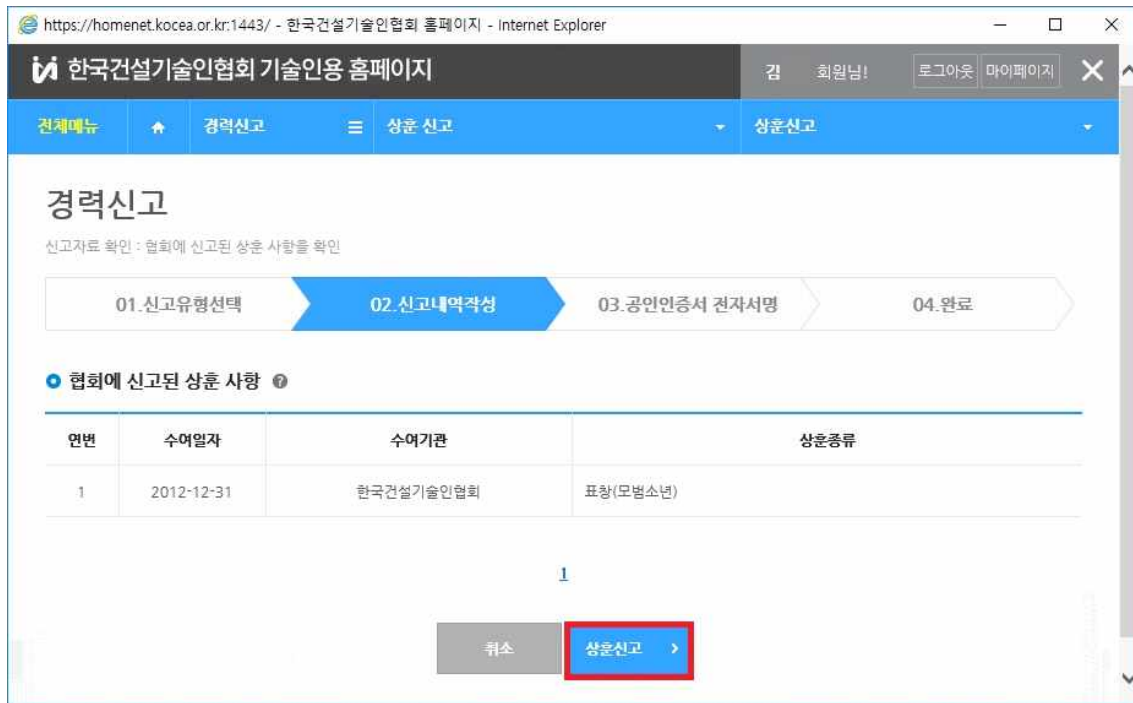 https://homenet.kocea.or.kr:1443/ - 한국건설기술인협회 홈페이지 - Internet Explorer
한국건설기술인협회 기술인용 홈페이지
김 회원님!
로그아웃
마이페이지
전체메뉴
경력신고
상훈 신고
상훈신고
경력신고
신고자료 확인 : 협회에 신고된 상훈 사항을 확인
01.신고유형선택
02.신고내역작성
03.공인인증서 전자서명
04.완료
협회에 신고된 상훈 사항
연번 수여일자 수여기관 상훈종류
1 2012-12-31 한국건설기술인협회 표창(모범소년)
1
취소
상훈신고